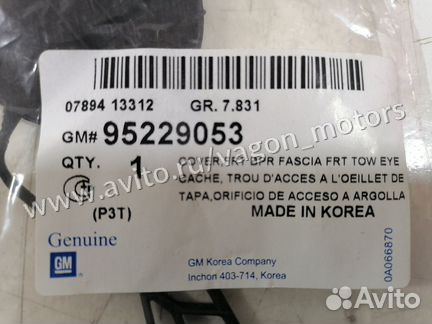 07894 13312 GR. 7.831
GM# 95229053
QTY. 1 COVER,FRT BPR FASCIA FRT TOW EYE
CACHE, TROU D'ACCES A L'OEILLET DE
TAPA,ORIFICIO DE ACCESO A ARGOLLA
(P3T) MADE IN KOREA
Genuine
GM
GM Korea Company
Inchon 403-714, Korea
0A066870
www.avito.ru/vagon_motors
Avito